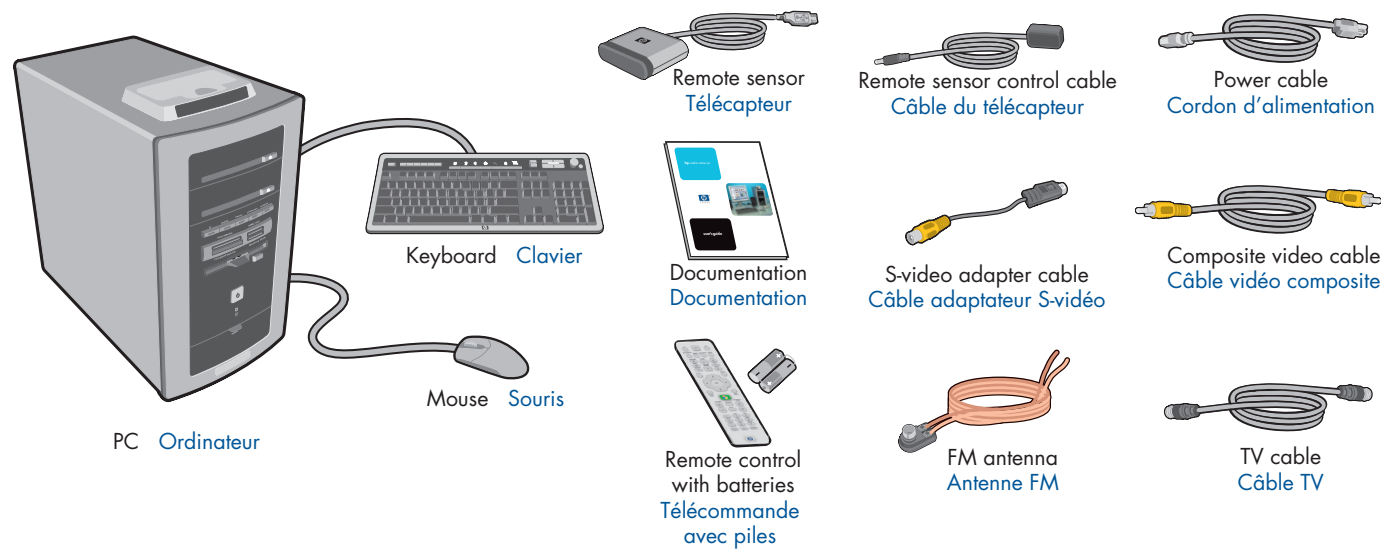 Remote sensor
Télécapteur
Remote sensor control cable
Câble du télécapteur
Power cable
Cordon d’alimentation
Keyboard Clavier
user's guide
Documentation
Documentation
S-video adapter cable
Câble adaptateur S-vidéo
Composite video cable
Câble vidéo composite
Mouse Souris
PC Ordinateur
Remote control
with batteries
Télécommande
avec piles
FM antenna
Antenne FM
TV cable
Câble TV